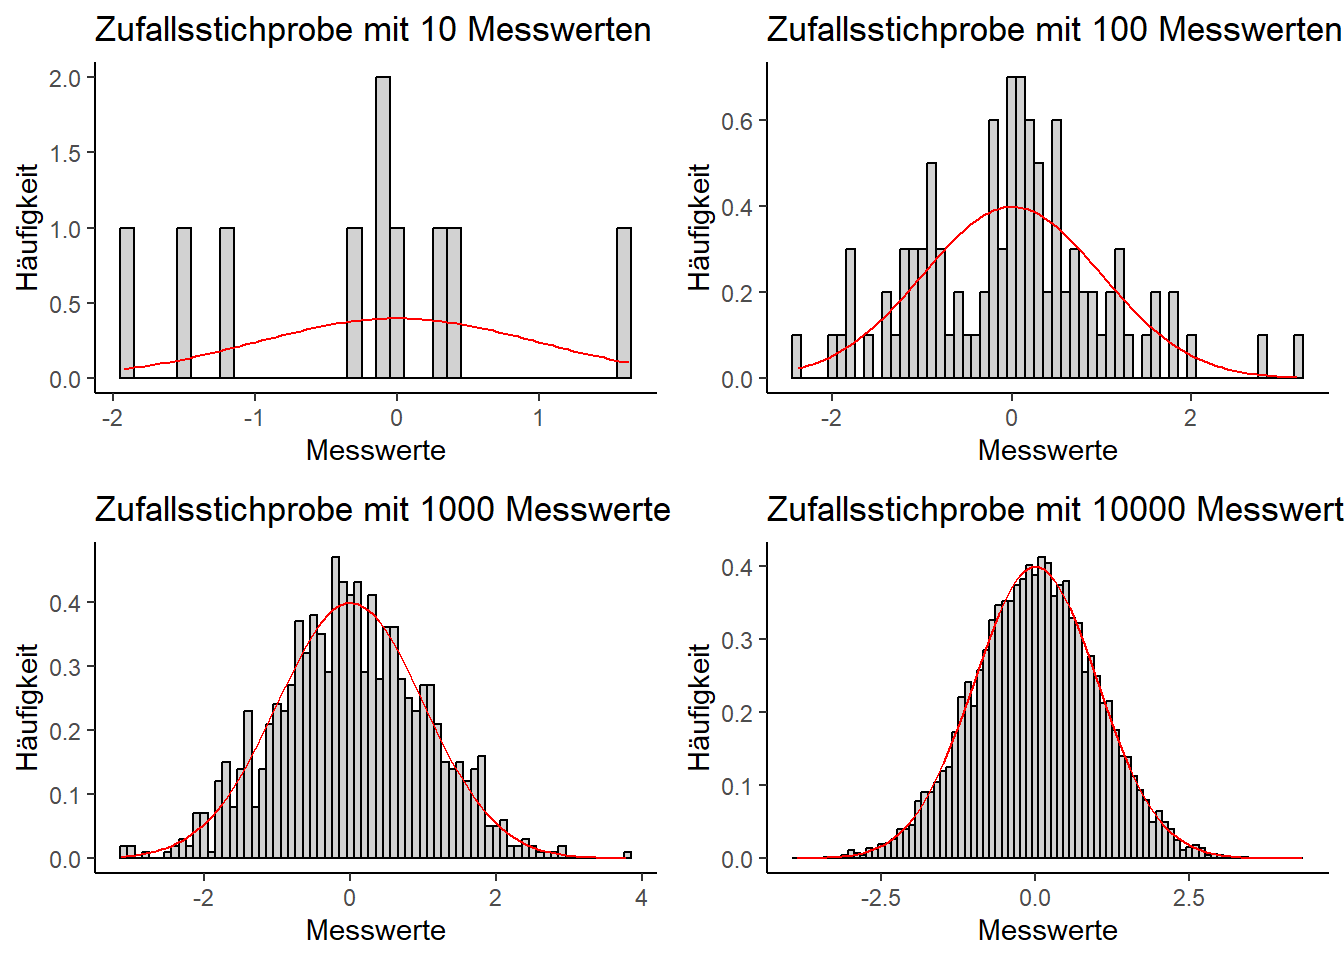 Zufallsstichprobe mit 10 Messwerten
Häufigkeit
2.0
1.5
1.0
0.5
0.0
-2 -1 0 1
Messwerte
Zufallsstichprobe mit 100 Messwerten
Häufigkeit
0.6
0.4
0.2
0.0
-2 0 2
Messwerte
Zufallsstichprobe mit 1000 Messwerte
Häufigkeit
0.4
0.3
0.2
0.1
0.0
-2 0 2 4
Messwerte
Zufallsstichprobe mit 10000 Messwert
Häufigkeit
0.4
0.3
0.2
0.1
0.0
-2.5 0.0 2.5
Messwerte